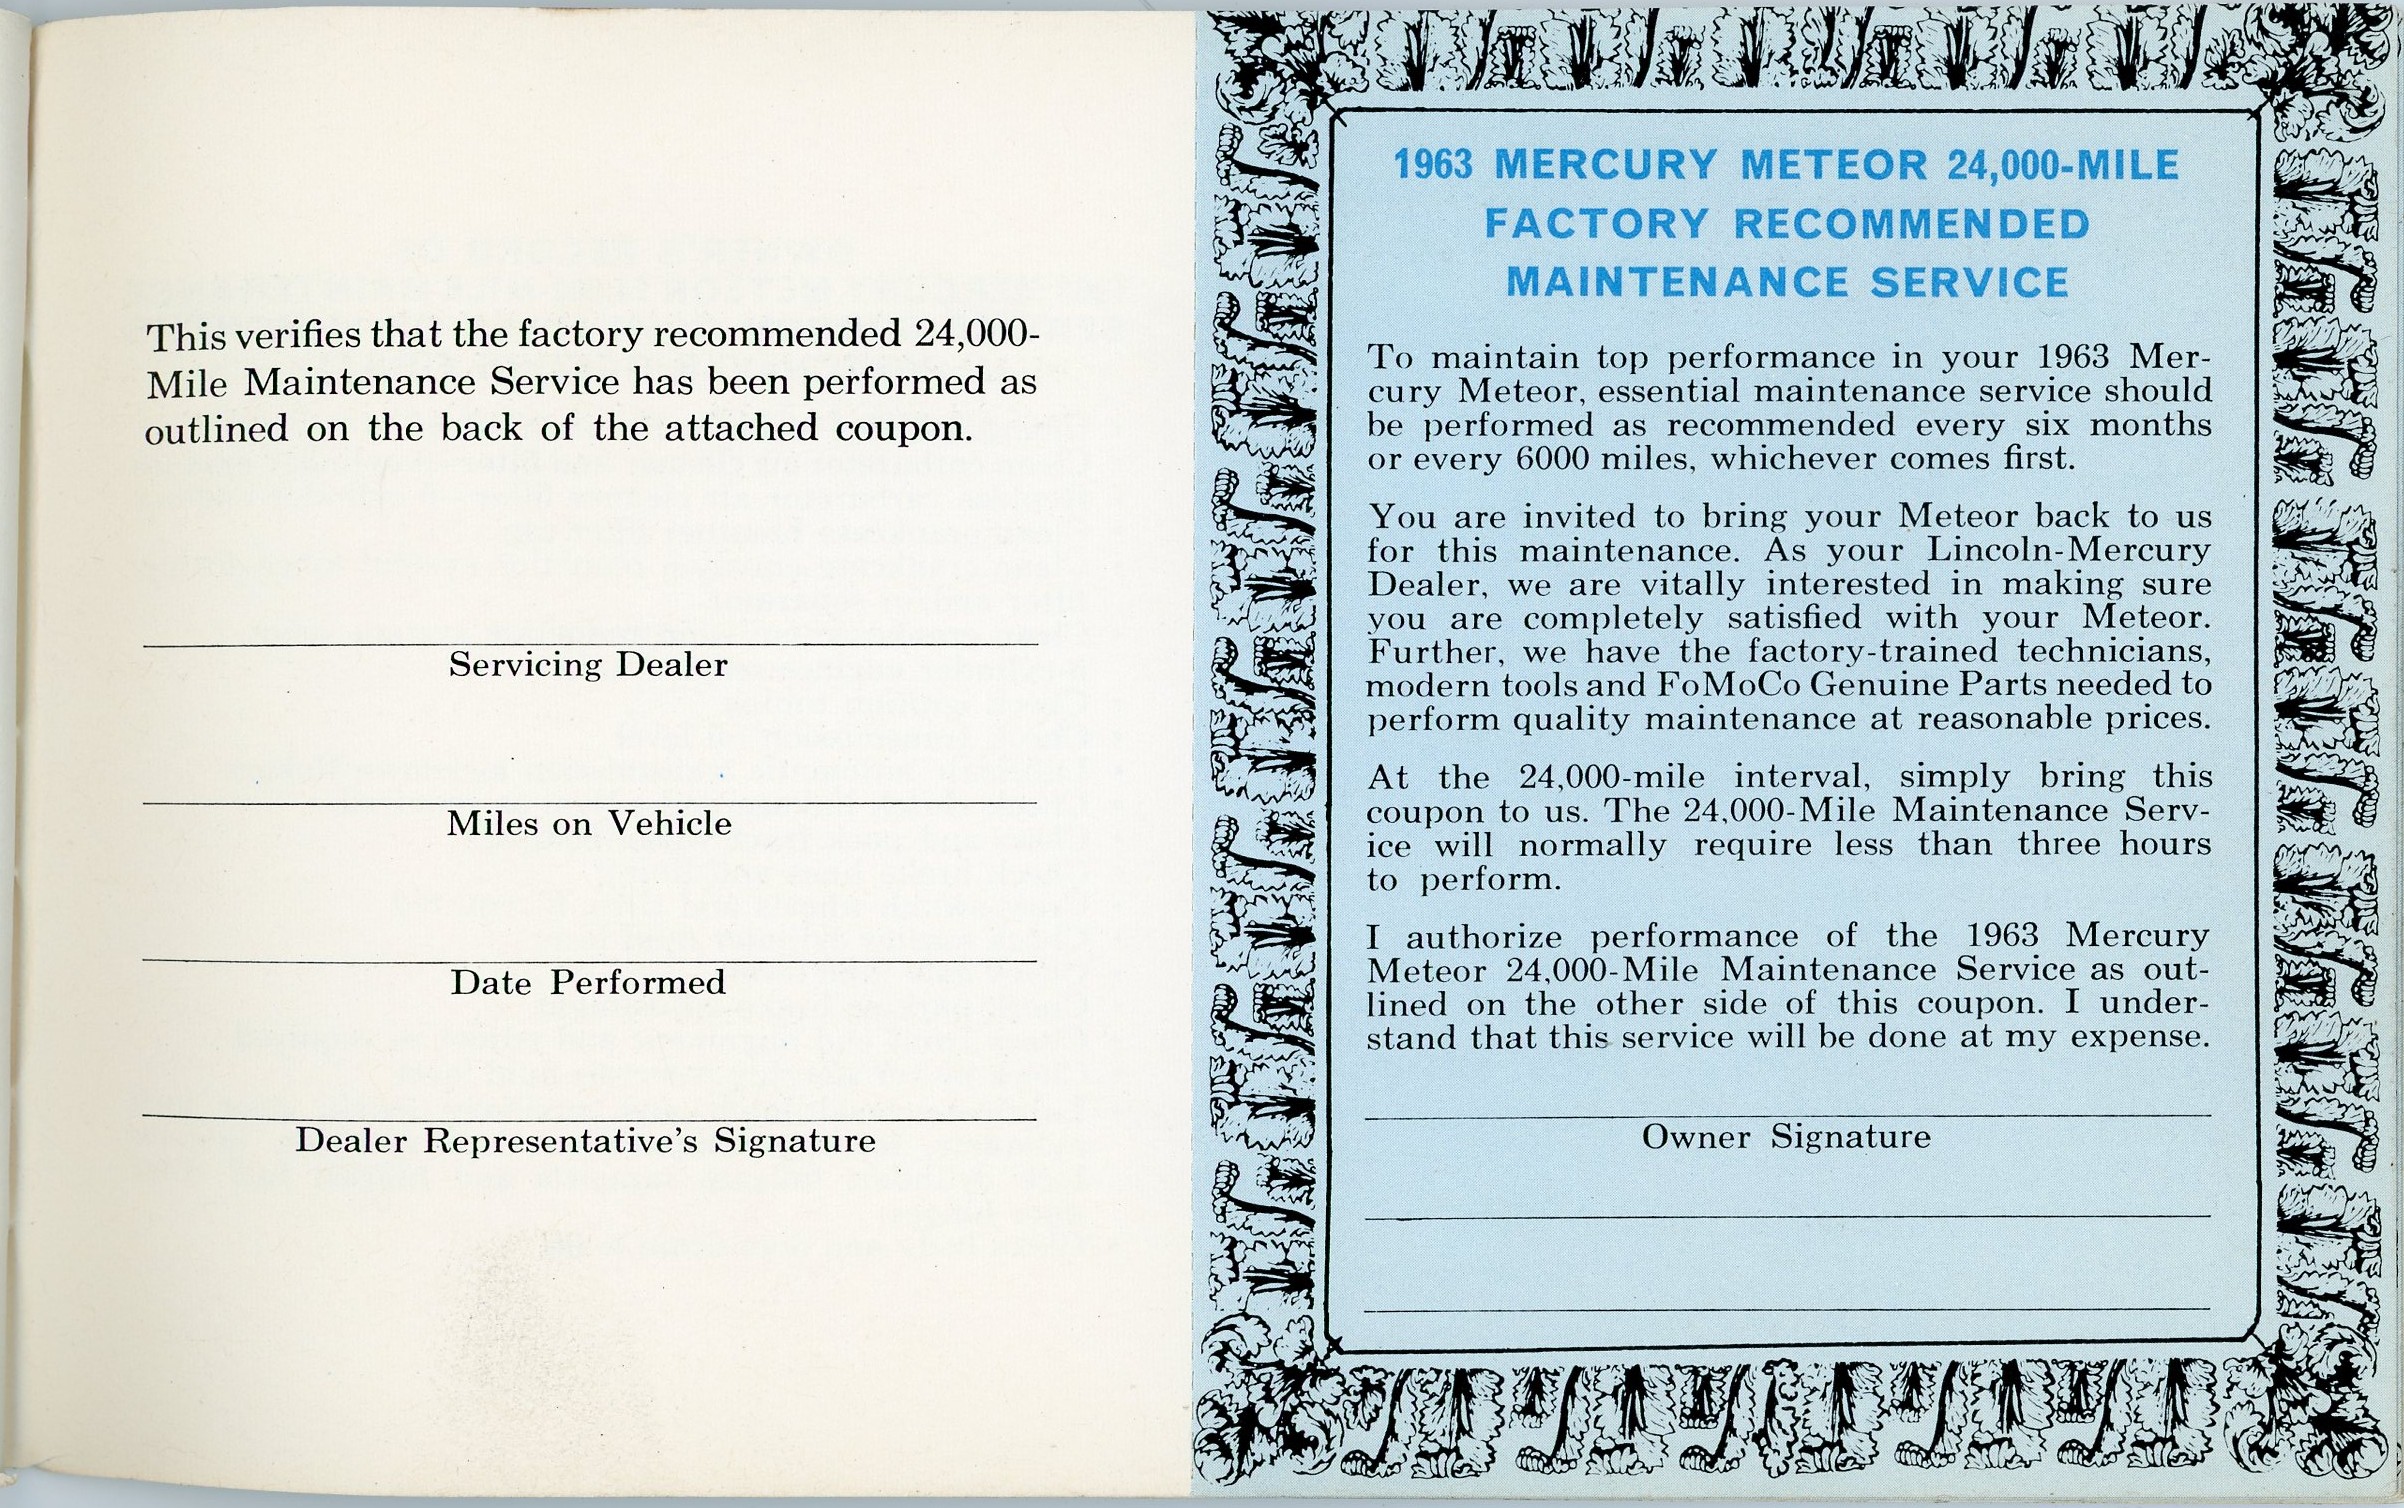 This verifies that the factory recommended 24,000-
Mile Maintenance Service has been performed as
outlined on the back of the attached coupon.
Servicing Dealer
Miles on Vehicle
Date Performed
Dealer Representative's Signature
1963 MERCURY METEOR 24,000-MILE
FACTORY RECOMMENDED
MAINTENANCE SERVICE
To maintain top performance in your 1963 Mer-
cury Meteor, essential maintenance service should
be performed as recommended every six months
or every 6000 miles, whichever comes first.
You are invited to bring your Meteor back to us
for this maintenance. As your Lincoln-Mercury
Dealer, we are vitally interested in making sure
you are completely satisfied with your Meteor.
Further, we have the factory-trained technicians,
modern tools and FoMoCo Genuine Parts needed to
perform quality maintenance at reasonable prices.
At the 24,000-mile interval, simply bring this
coupon to us. The 24,000-Mile Maintenance Serv-
ice will normally require less than three hours
to perform.
I authorize performance of the 1963 Mercury
Meteor 24,000-Mile Maintenance Service as out-
lined on the other side of this coupon. I under-
stand that this service will be done at my expense.
Owner Signature